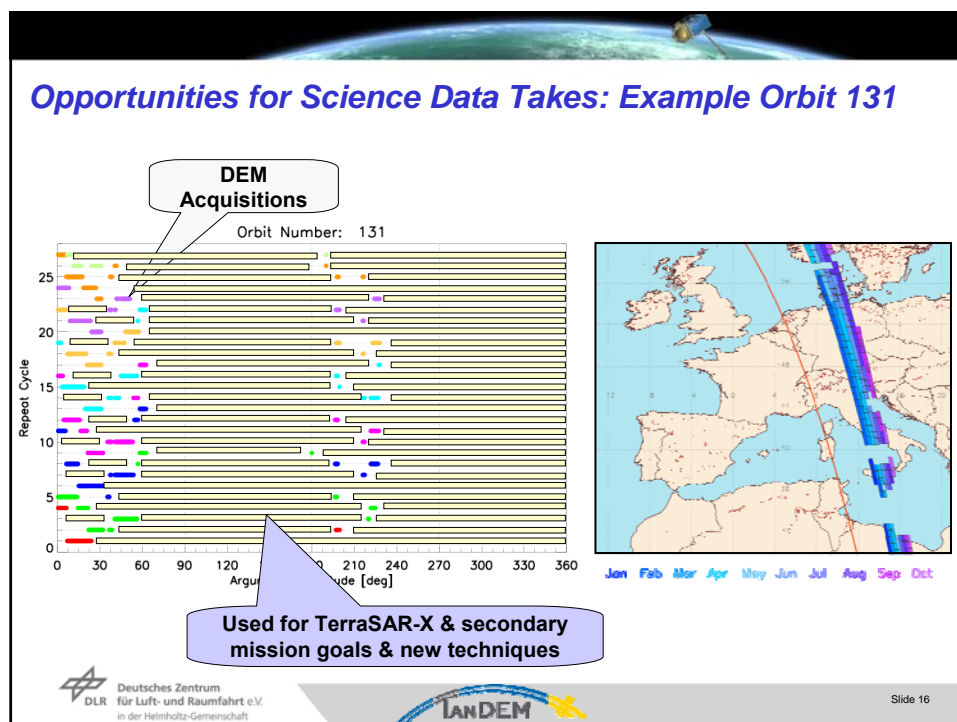 Opportunities for Science Data Takes: Example Orbit 131
DEM
Acquisitions
Orbit Number: 131
Repeat Cycle
25
20
15
10
5
0
0 30 60 90 120 150 180 210 240 270 300 330 360
[deg]
Jan Feb Mar Apr May Jun Jul Aug Sep Oct
Used for TerraSAR-X & secondary
mission goals & new techniques
DLR
Deutsches Zentrum
für Luft- und Raumfahrt e.V.
in der Helmholtz-Gemeinschaft
TANDEM
Slide 16